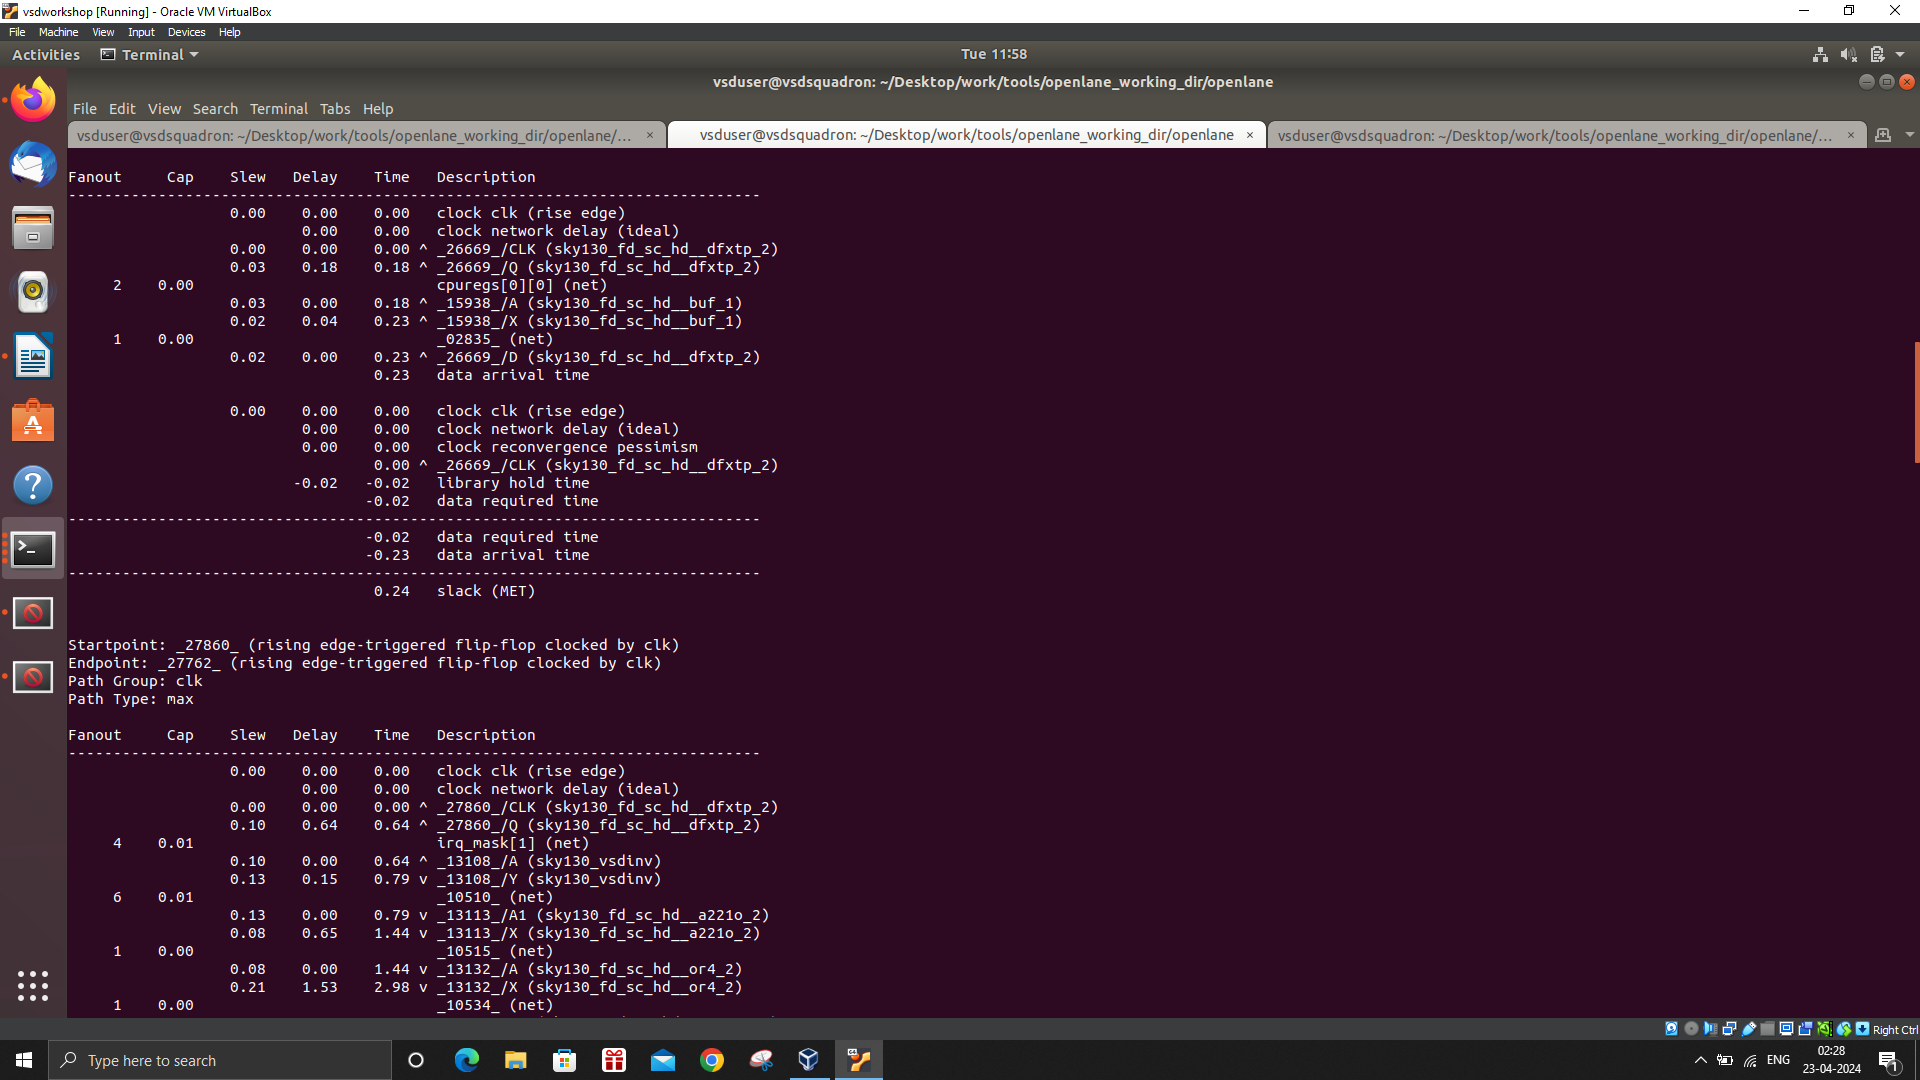 vsdworkshop [Running] - Oracle VM VirtualBox
File Machine View Input Devices Help
Activities Terminal Tue 11:58
vsduser@vsdsquadron: ~/Desktop/work/tools/openlane_working_dir/openlane
File Edit View Search Terminal Tabs Help
vsduser@vsdsquadron: ~/Desktop/work/tools/openlane_working_dir/openlane/... × vsduser@vsdsquadron: ~/Desktop/work/tools/openlane_working_dir/openlane × vsduser@vsdsquadron: ~/Desktop/work/tools/openlane_working_dir/openlane/... ×
Fanout Cap Slew Delay Time Description
-----------------------------------------------------------------------------
0.00 0.00 0.00 clock clk (rise edge)
0.00 0.00 clock network delay (ideal)
0.00 0.00 0.00 ^ _26669_/CLK (sky130_fd_sc_hd__dfxtp_2)
0.03 0.18 0.18 ^ _26669_/Q (sky130_fd_sc_hd__dfxtp_2)
2 0.00 cpuregs[0][0] (net)
0.03 0.00 0.18 ^ _15938_/A (sky130_fd_sc_hd__buf_1)
0.02 0.04 0.23 ^ _15938_/X (sky130_fd_sc_hd__buf_1)
1 0.00 _02835_ (net)
0.02 0.00 0.23 ^ _26669_/D (sky130_fd_sc_hd__dfxtp_2)
0.23 data arrival time
0.00 0.00 0.00 clock clk (rise edge)
0.00 0.00 clock network delay (ideal)
0.00 0.00 clock reconvergence pessimism
0.00 ^ _26669_/CLK (sky130_fd_sc_hd__dfxtp_2)
-0.02 -0.02 library hold time
-0.02 data required time
-----------------------------------------------------------------------------
-0.02 data required time
-0.23 data arrival time
-----------------------------------------------------------------------------
0.24 slack (MET)
Startpoint: _27860_ (rising edge-triggered flip-flop clocked by clk)
Endpoint: _27762_ (rising edge-triggered flip-flop clocked by clk)
Path Group: clk
Path Type: max
Fanout Cap Slew Delay Time Description
-----------------------------------------------------------------------------
0.00 0.00 0.00 clock clk (rise edge)
0.00 0.00 clock network delay (ideal)
0.00 0.00 0.00 ^ _27860_/CLK (sky130_fd_sc_hd__dfxtp_2)
0.10 0.64 0.64 ^ _27860_/Q (sky130_fd_sc_hd__dfxtp_2)
4 0.01 irq_mask[1] (net)
0.10 0.00 0.64 ^ _13108_/A (sky130_vsdinv)
0.13 0.15 0.79 v _13108_/Y (sky130_vsdinv)
6 0.01 _10510_ (net)
0.13 0.00 0.79 v _13113_/A1 (sky130_fd_sc_hd__a221o_2)
0.08 0.65 1.44 v _13113_/X (sky130_fd_sc_hd__a221o_2)
1 0.00 _10515_ (net)
0.08 0.00 1.44 v _13132_/A (sky130_fd_sc_hd__or4_2)
0.21 1.53 2.98 v _13132_/X (sky130_fd_sc_hd__or4_2)
1 0.00 _10534_ (net)
Right Ctrl
Type here to search
ENG
02:28
23-04-2024
1